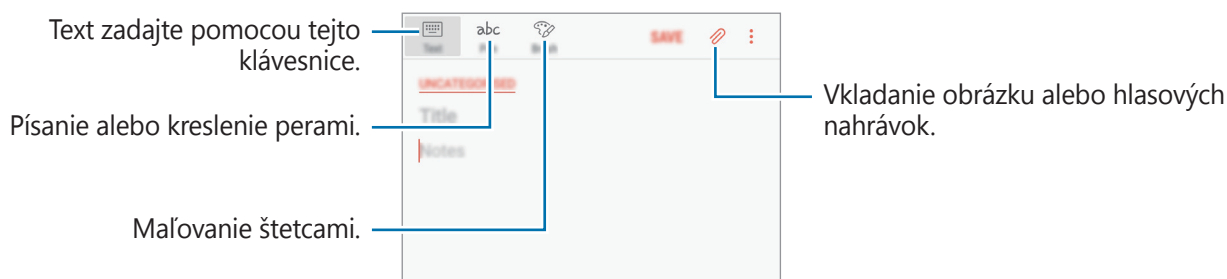 Text zadajte pomocou tejto
klávesnice.
Písanie alebo kreslenie perami.
Maľovanie štetcami.
abc
SAVE
UNCATEGORISED
Title
Notes
Vkladanie obrázku alebo hlasových
nahrávok.